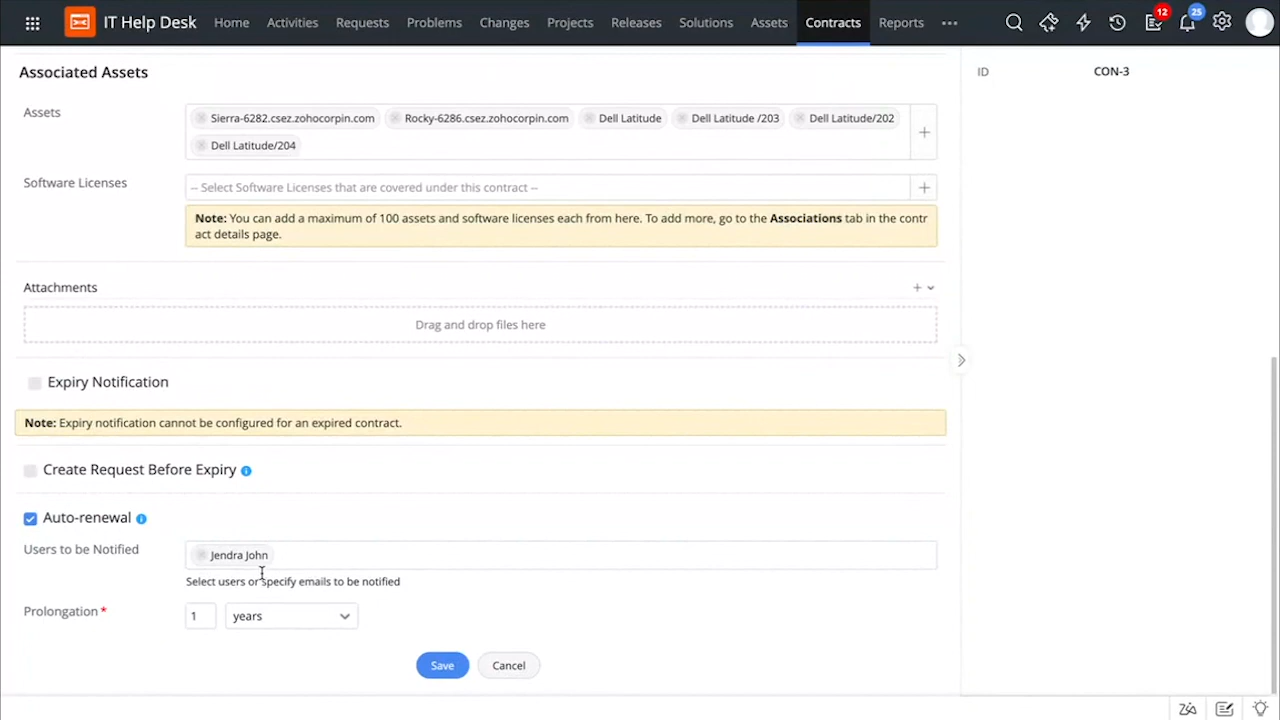 IT Help Desk Home Activities Requests Problems Changes Projects Releases Solutions Assets Contracts Reports ••• 12 25
Associated Assets
ID CON-3
Assets
Sierra-6282.csez.zohocorpin.com Rocky-6286.csez.zohocorpin.com Dell Latitude Dell Latitude /203 Dell Latitude/202
Dell Latitude/204
Software Licenses
-- Select Software Licenses that are covered under this contract --
Note: You can add a maximum of 100 assets and software licenses each from here. To add more, go to the Associations tab in the contr
act details page.
Attachments
Drag and drop files here
Expiry Notification
Note: Expiry notification cannot be configured for an expired contract.
Create Request Before Expiry
Auto-renewal
Users to be Notified
Jendra John
Select users or specify emails to be notified
Prolongation * 1 years
Save Cancel